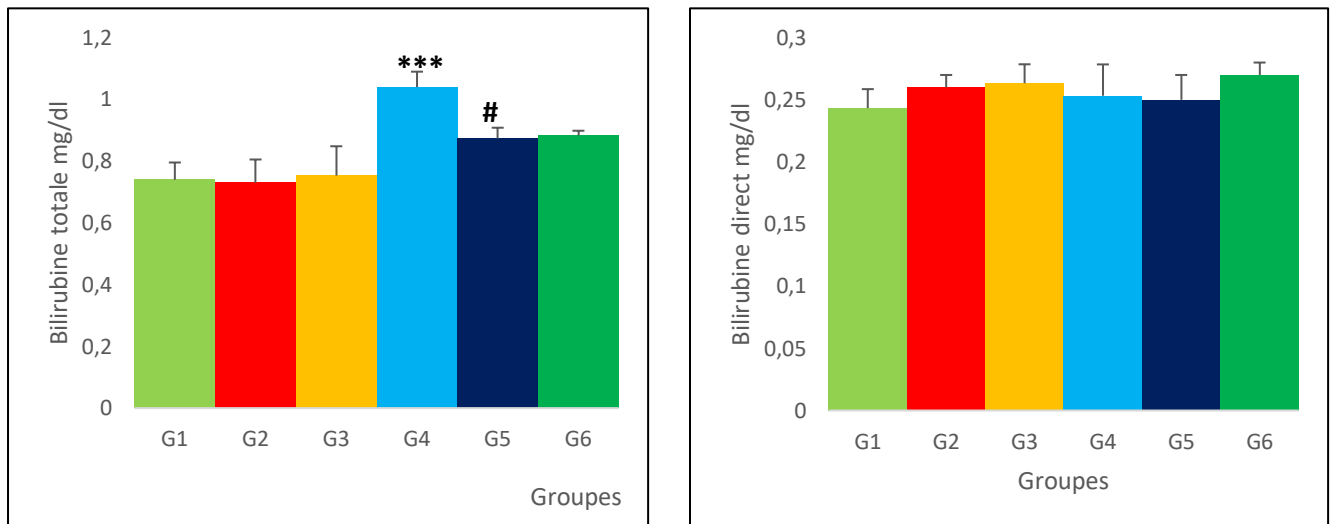 Bilirubine totale mg/dl
1,2
1
0,8
0,6
0,4
0,2
0
***
#
G1 G2 G3 G4 G5 G6
Groupes
Bilirubine direct mg/dl
0,3
0,25
0,2
0,15
0,1
0,05
0
G1 G2 G3 G4 G5 G6
Groupes